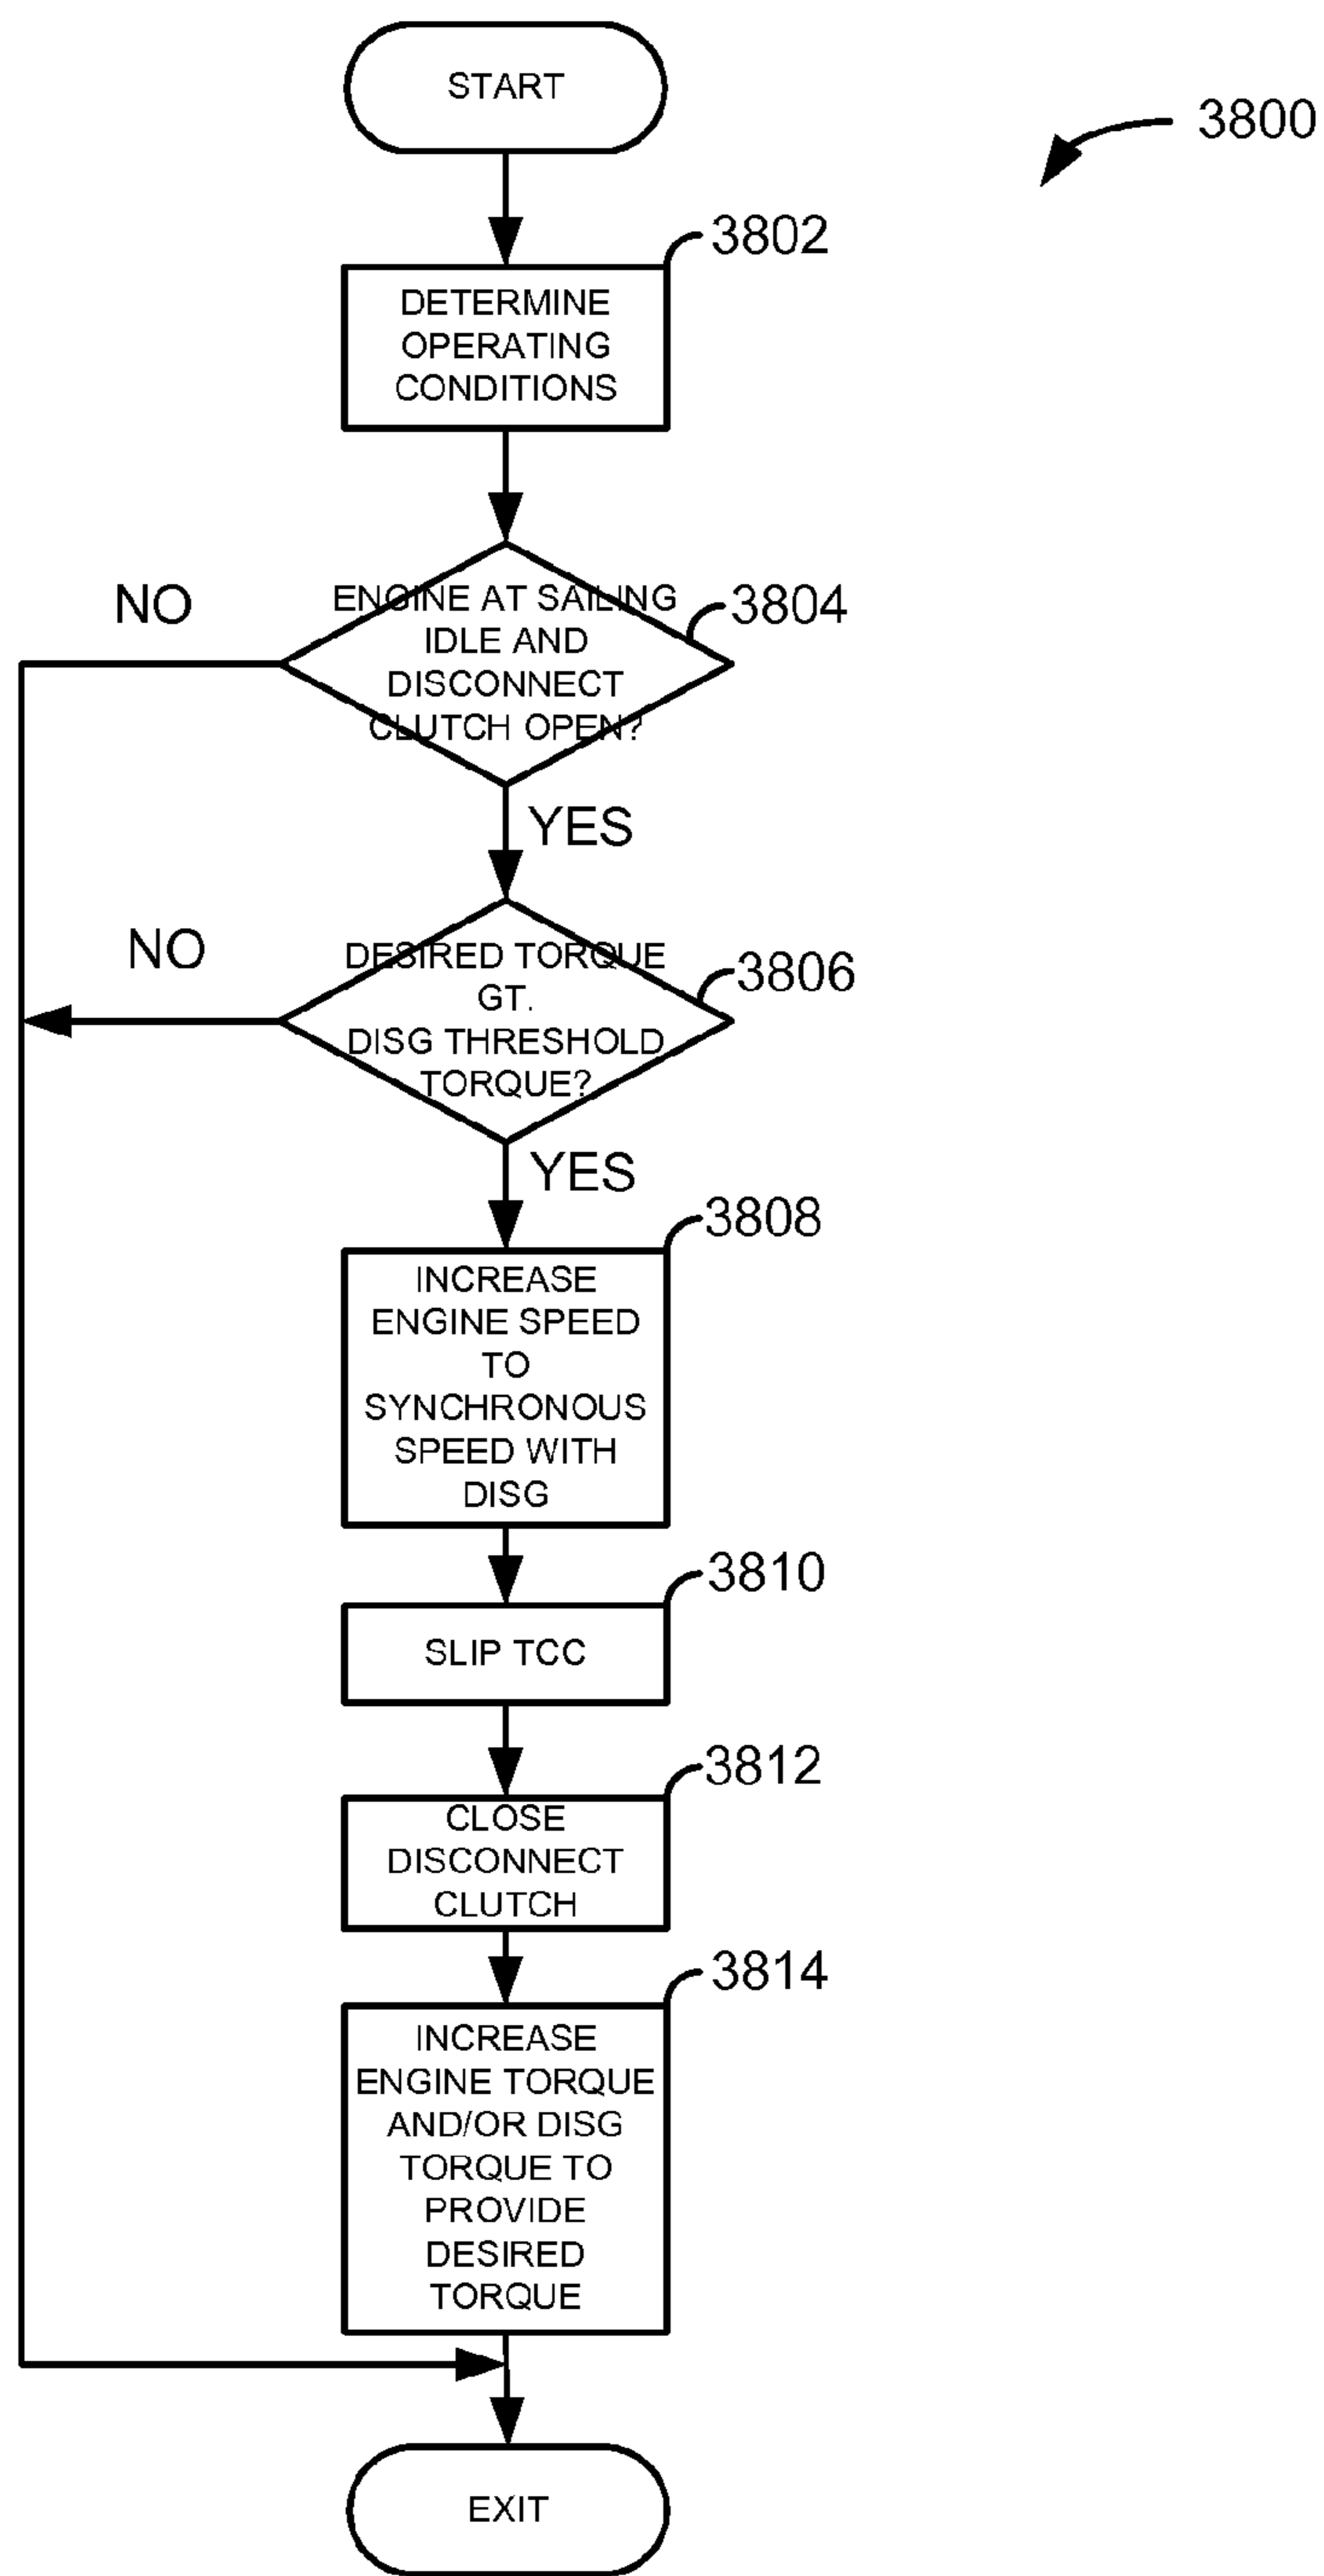 START
3800
3802
DETERMINE
OPERATING
CONDITIONS
NO
ENGINE AT SAILING
IDLE AND
DISCONNECT
CLUTCH OPEN?
3804
YES
NO
DESIRED TORQUE
GT.
DISG THRESHOLD
TORQUE?
3806
YES
3808
INCREASE
ENGINE SPEED
TO
SYNCHRONOUS
SPEED WITH
DISG
3810
SLIP TCC
3812
CLOSE
DISCONNECT
CLUTCH
3814
INCREASE
ENGINE TORQUE
AND/OR DISG
TORQUE TO
PROVIDE
DESIRED
TORQUE
EXIT